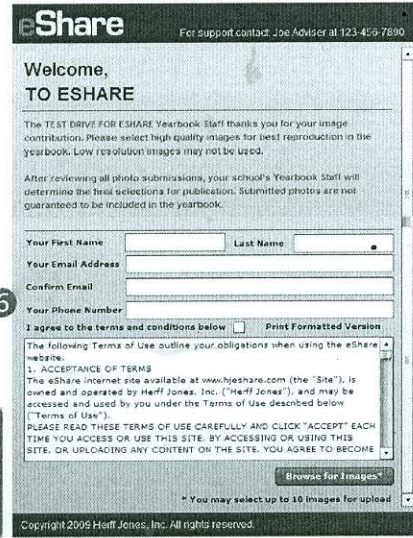 eShare
For support contact Joe Adviser at 123-456-7890
Welcome,
TO ESHARE
The TEST DRIVE FOR ESHARE Yearbook Staff thanks you for your image
contribution. Please select high quality images for best reproduction in the
yearbook. Low resolution images may not be used.
After reviewing all photo submissions, your school's Yearbook Staff will
determine the final selections for publication. Submitted photos are not
guaranteed to be included in the yearbook.
Your First Name Last Name
Your Email Address
Confirm Email
6
Your Phone Number
I agree to the terms and conditions below Print Formatted Version
The following Terms of Use outline your obligations when using the eShare
website.
1. ACCEPTANCE OF TERMS
The eShare internet site available at www.hjeshare.com (the "Site"), is
owned and operated by Herff Jones, Inc. ("Herff Jones"), and may be
accessed and used by you under the Terms of Use described below
("Terms of Use").
PLEASE READ THESE TERMS OF USE CAREFULLY AND CLICK "ACCEPT" EACH
TIME YOU ACCESS OR USE THIS SITE. BY ACCESSING OR USING THIS
SITE, OR UPLOADING ANY CONTENT ON THE SITE, YOU AGREE TO BECOME
Browse for Images*
* You may select up to 10 images for upload
Copyright 2009 Herff Jones, Inc. All rights reserved.